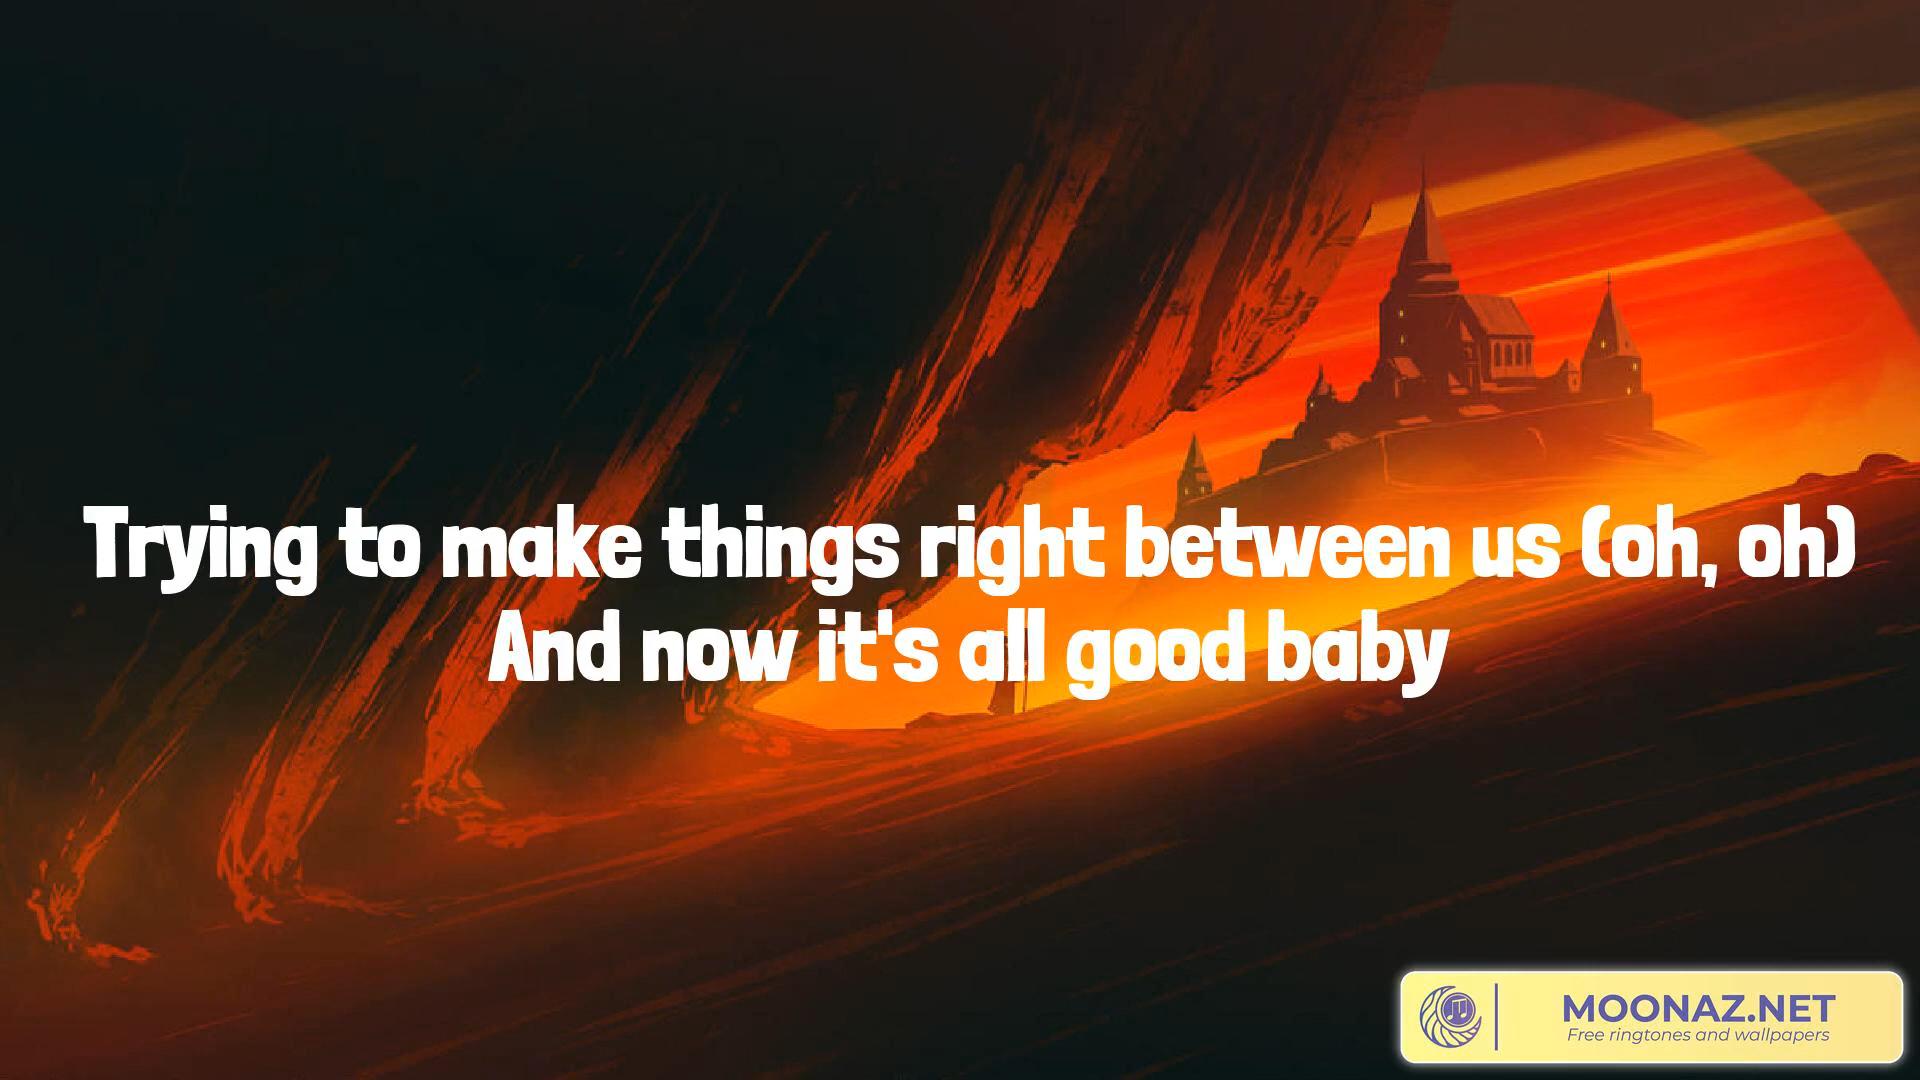 Trying to make things right between us (oh, oh)
And now it's all good baby
MOONAZ.NET
Free ringtones and wallpapers